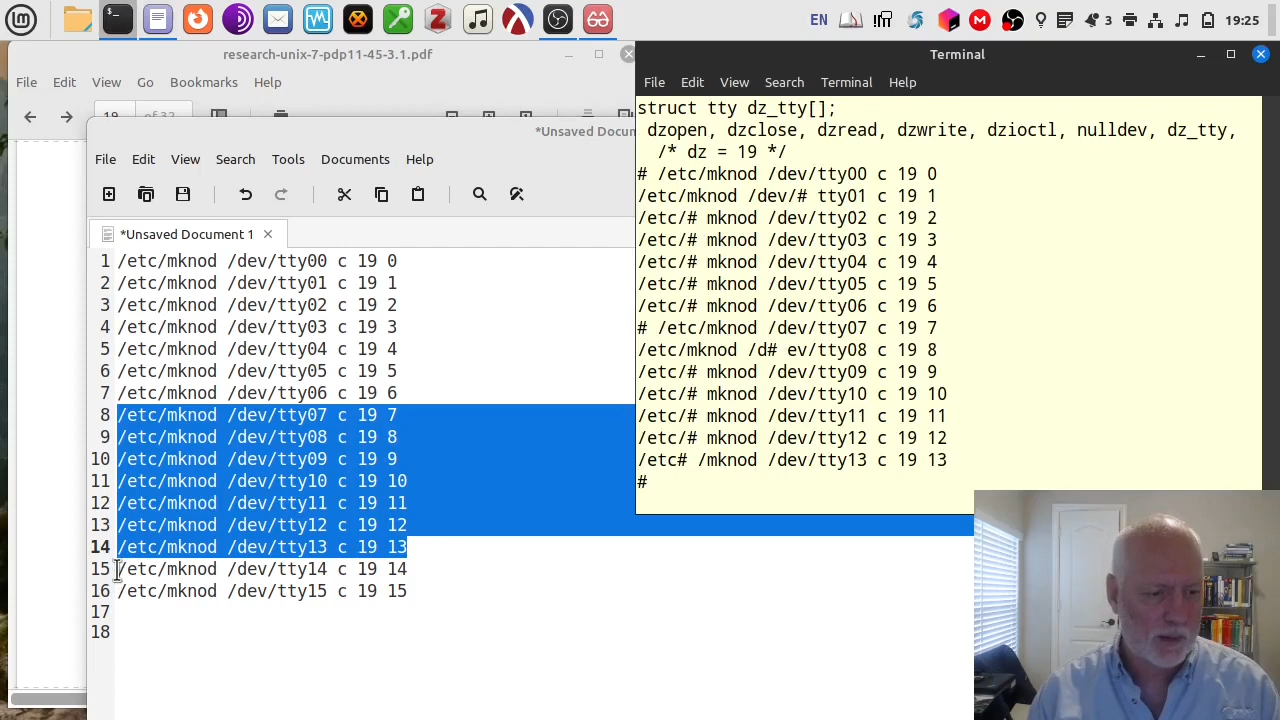 EN
3
19:25
research-unix-7-pdp11-45-3.1.pdf
File Edit View Go Bookmarks Help
19 of 32
*Unsaved Docum
File Edit View Search Tools Documents Help
*Unsaved Document 1
1 /etc/mknod /dev/tty00 c 19 0
2 /etc/mknod /dev/tty01 c 19 1
3 /etc/mknod /dev/tty02 c 19 2
4 /etc/mknod /dev/tty03 c 19 3
5 /etc/mknod /dev/tty04 c 19 4
6 /etc/mknod /dev/tty05 c 19 5
7 /etc/mknod /dev/tty06 c 19 6
8 /etc/mknod /dev/tty07 c 19 7
9 /etc/mknod /dev/tty08 c 19 8
10 /etc/mknod /dev/tty09 c 19 9
11 /etc/mknod /dev/tty10 c 19 10
12 /etc/mknod /dev/tty11 c 19 11
13 /etc/mknod /dev/tty12 c 19 12
14 /etc/mknod /dev/tty13 c 19 13
15 /etc/mknod /dev/tty14 c 19 14
16 /etc/mknod /dev/tty15 c 19 15
17
18
Terminal
File Edit View Search Terminal Help
struct tty dz_tty[];
dzopen, dzclose, dzread, dzwrite, dzioctl, nulldev, dz_tty,
/* dz = 19 */
# /etc/mknod /dev/tty00 c 19 0
/etc/mknod /dev/# tty01 c 19 1
/etc/# mknod /dev/tty02 c 19 2
/etc/# mknod /dev/tty03 c 19 3
/etc/# mknod /dev/tty04 c 19 4
/etc/# mknod /dev/tty05 c 19 5
/etc/# mknod /dev/tty06 c 19 6
# /etc/mknod /dev/tty07 c 19 7
/etc/mknod /d# ev/tty08 c 19 8
/etc/# mknod /dev/tty09 c 19 9
/etc/# mknod /dev/tty10 c 19 10
/etc/# mknod /dev/tty11 c 19 11
/etc/# mknod /dev/tty12 c 19 12
/etc# /mknod /dev/tty13 c 19 13
#